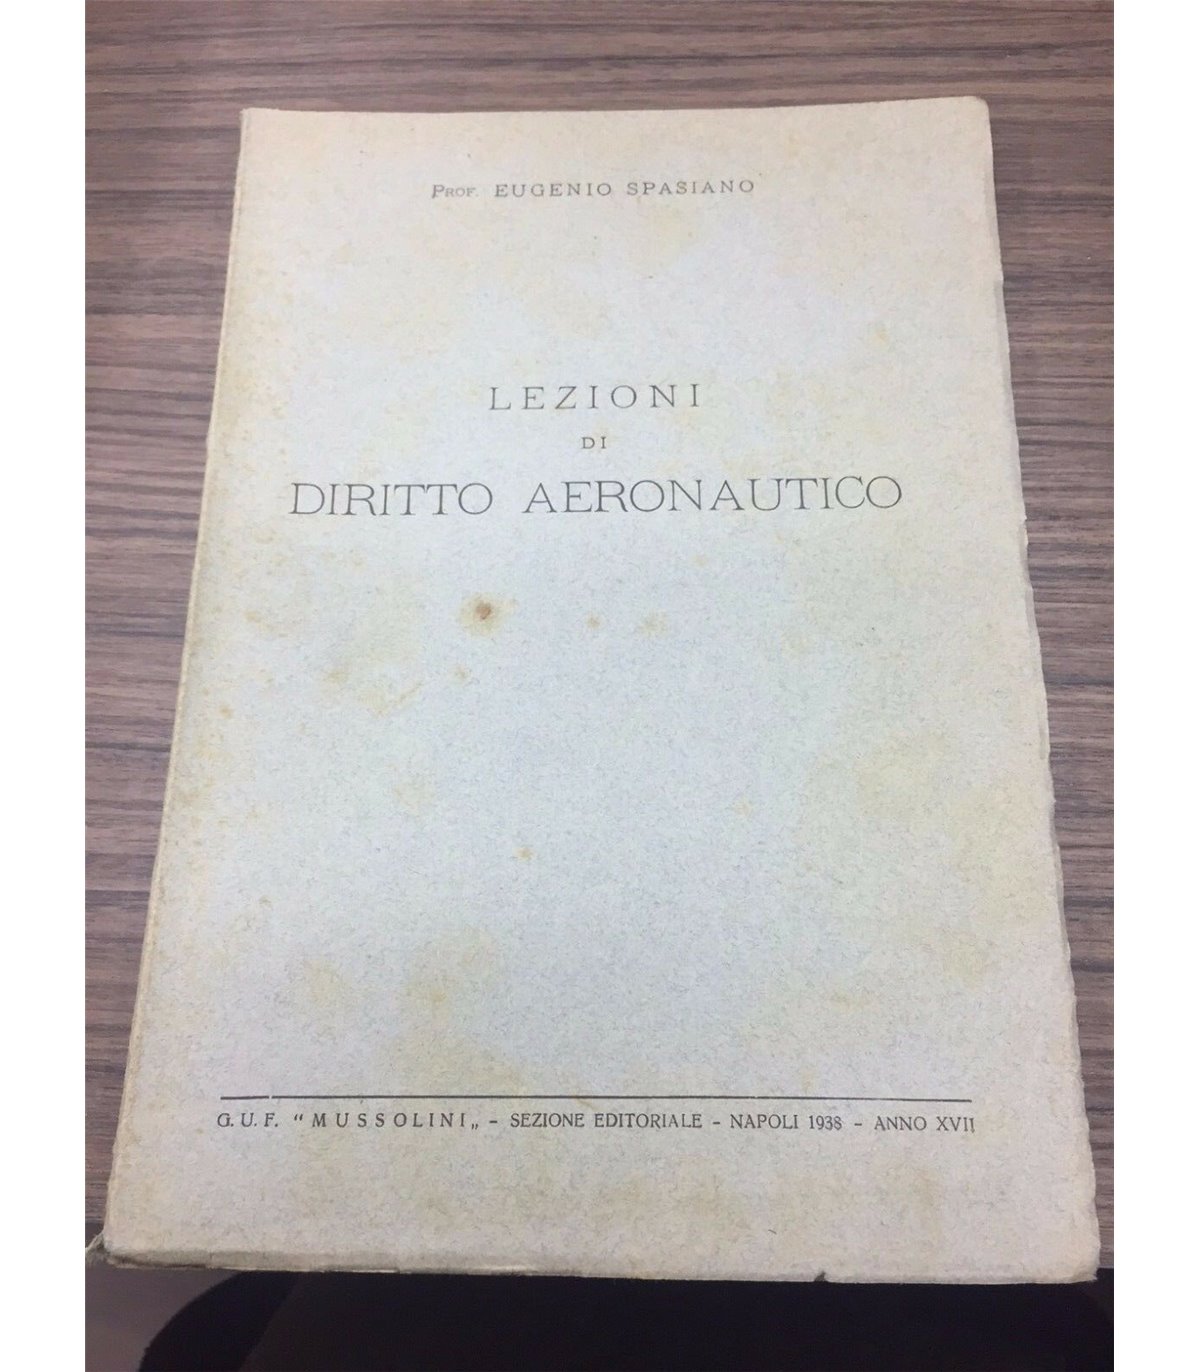 PROF. EUGENIO SPASIANO
LEZIONI
DI
DIRITTO AERONAUTICO
G. U. F. “ MUSSOLINI „ - SEZIONE EDITORIALE - NAPOLI 1938 - ANNO XVII